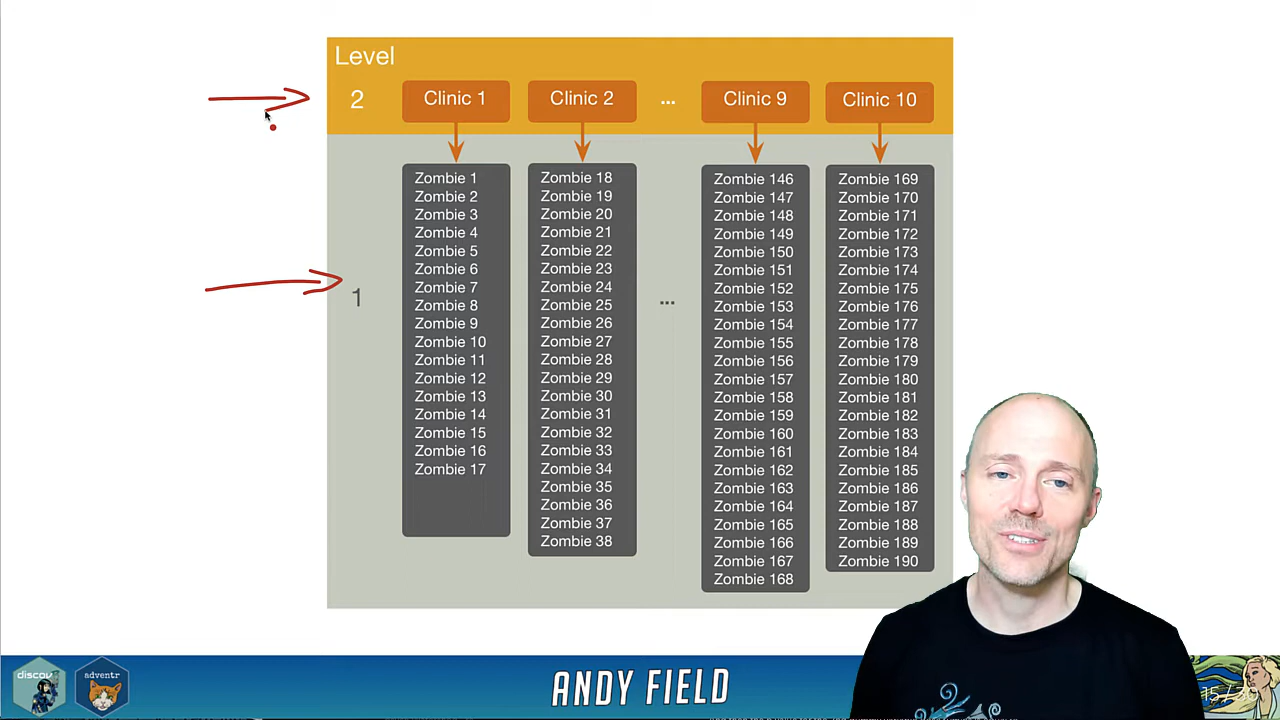 Level
2
Clinic 1
Clinic 2
...
Clinic 9
Clinic 10
1
Zombie 1
Zombie 2
Zombie 3
Zombie 4
Zombie 5
Zombie 6
Zombie 7
Zombie 8
Zombie 9
Zombie 10
Zombie 11
Zombie 12
Zombie 13
Zombie 14
Zombie 15
Zombie 16
Zombie 17
Zombie 18
Zombie 19
Zombie 20
Zombie 21
Zombie 22
Zombie 23
Zombie 24
Zombie 25
Zombie 26
Zombie 27
Zombie 28
Zombie 29
Zombie 30
Zombie 31
Zombie 32
Zombie 33
Zombie 34
Zombie 35
Zombie 36
Zombie 37
Zombie 38
...
Zombie 146
Zombie 147
Zombie 148
Zombie 149
Zombie 150
Zombie 151
Zombie 152
Zombie 153
Zombie 154
Zombie 155
Zombie 156
Zombie 157
Zombie 158
Zombie 159
Zombie 160
Zombie 161
Zombie 162
Zombie 163
Zombie 164
Zombie 165
Zombie 166
Zombie 167
Zombie 168
Zombie 169
Zombie 170
Zombie 171
Zombie 172
Zombie 173
Zombie 174
Zombie 175
Zombie 176
Zombie 177
Zombie 178
Zombie 179
Zombie 180
Zombie 181
Zombie 182
Zombie 183
Zombie 184
Zombie 185
Zombie 186
Zombie 187
Zombie 188
Zombie 189
Zombie 190
discov
adventr
ANDY FIELD